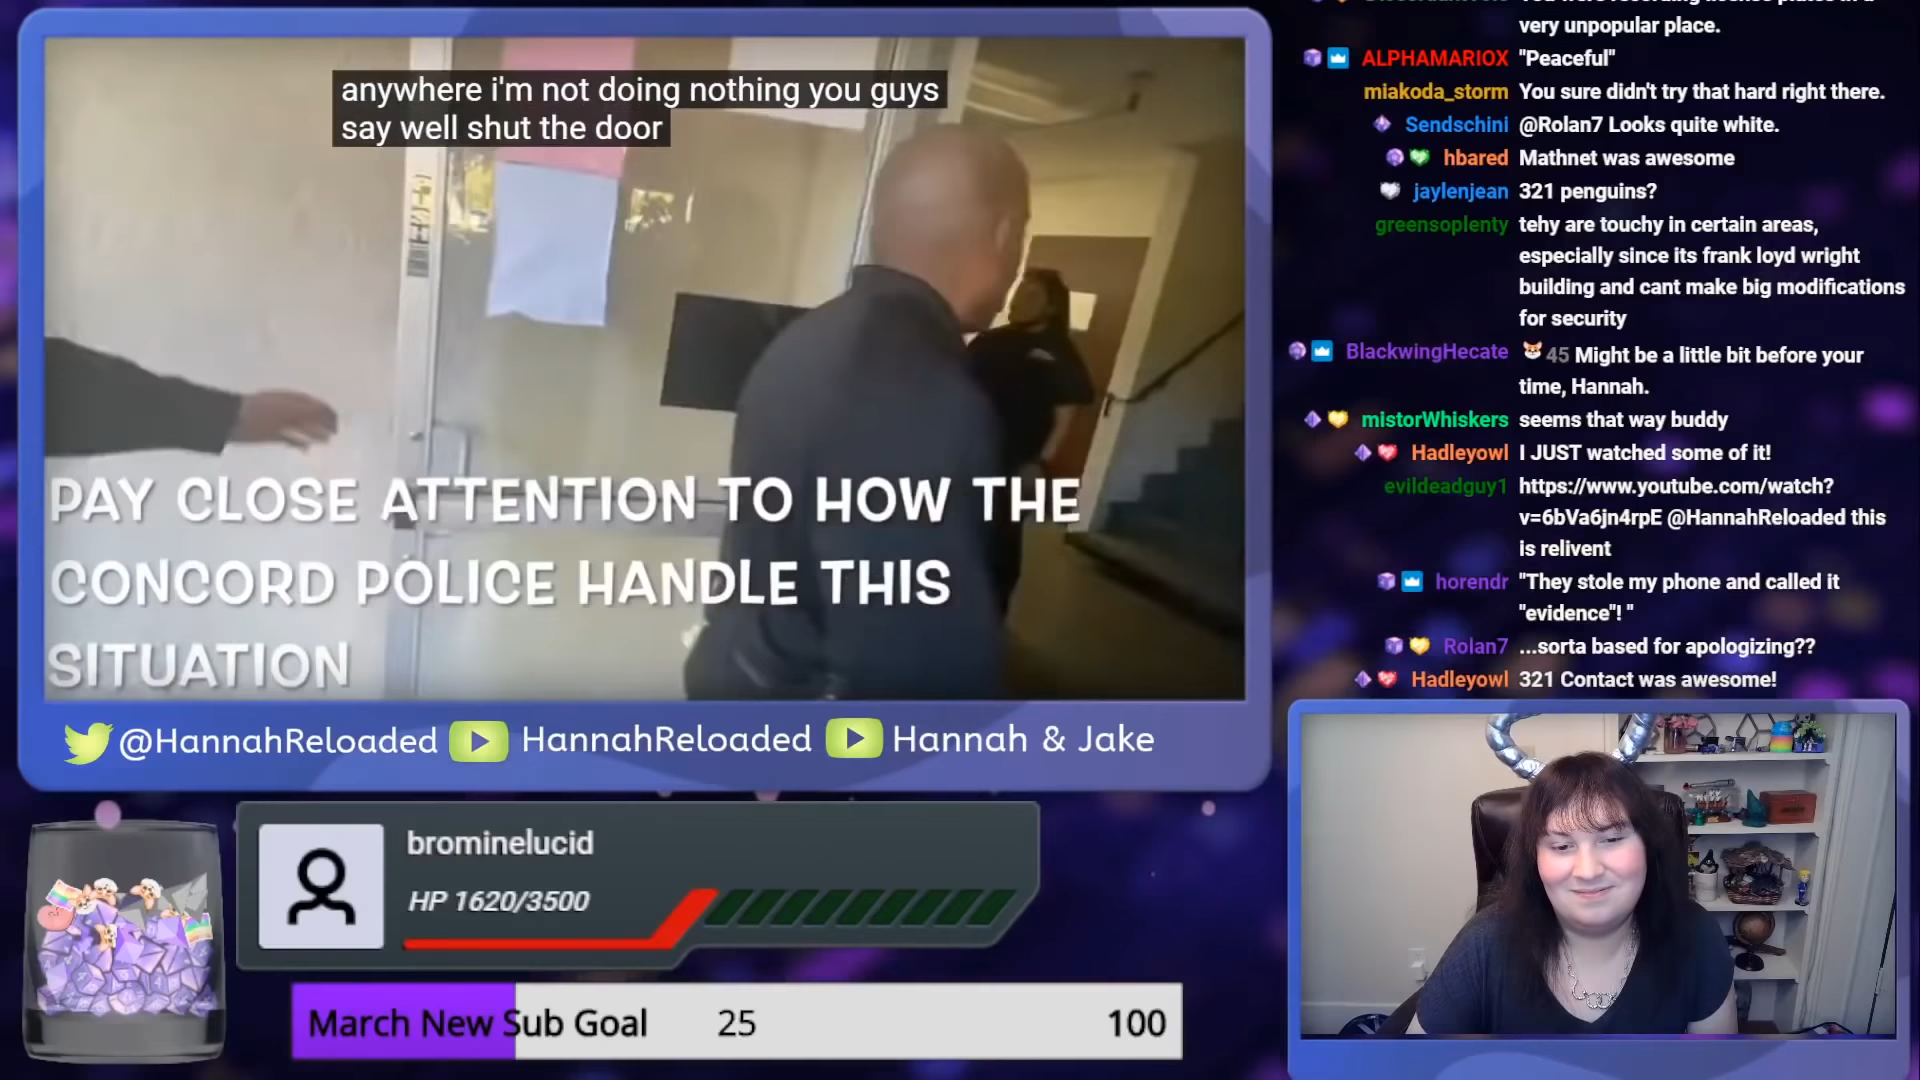 anywhere i'm not doing nothing you guys
say well shut the door
PAY CLOSE ATTENTION TO HOW THE
CONCORD POLICE HANDLE THIS
SITUATION
@HannahReloaded HannahReloaded Hannah & Jake
brominelucid
HP 1620/3500
March New Sub Goal 25 100
very unpopular place.
ALPHAMARIOX "Peaceful"
miakoda_storm You sure didn't try that hard right there.
Sendschini @Rolan7 Looks quite white.
hbared Mathnet was awesome
jaylenjean 321 penguins?
greensoplenty tehy are touchy in certain areas,
especially since its frank loyd wright
building and cant make big modifications
for security
BlackwingHecate 45 Might be a little bit before your
time, Hannah.
mistorWhiskers seems that way buddy
Hadleyowl I JUST watched some of it!
evildeadguy1 https://www.youtube.com/watch?
v=6bVa6jn4rpE @HannahReloaded this
is relivent
horendr "They stole my phone and called it
"evidence"! "
Rolan7 ...sorta based for apologizing??
Hadleyowl 321 Contact was awesome!